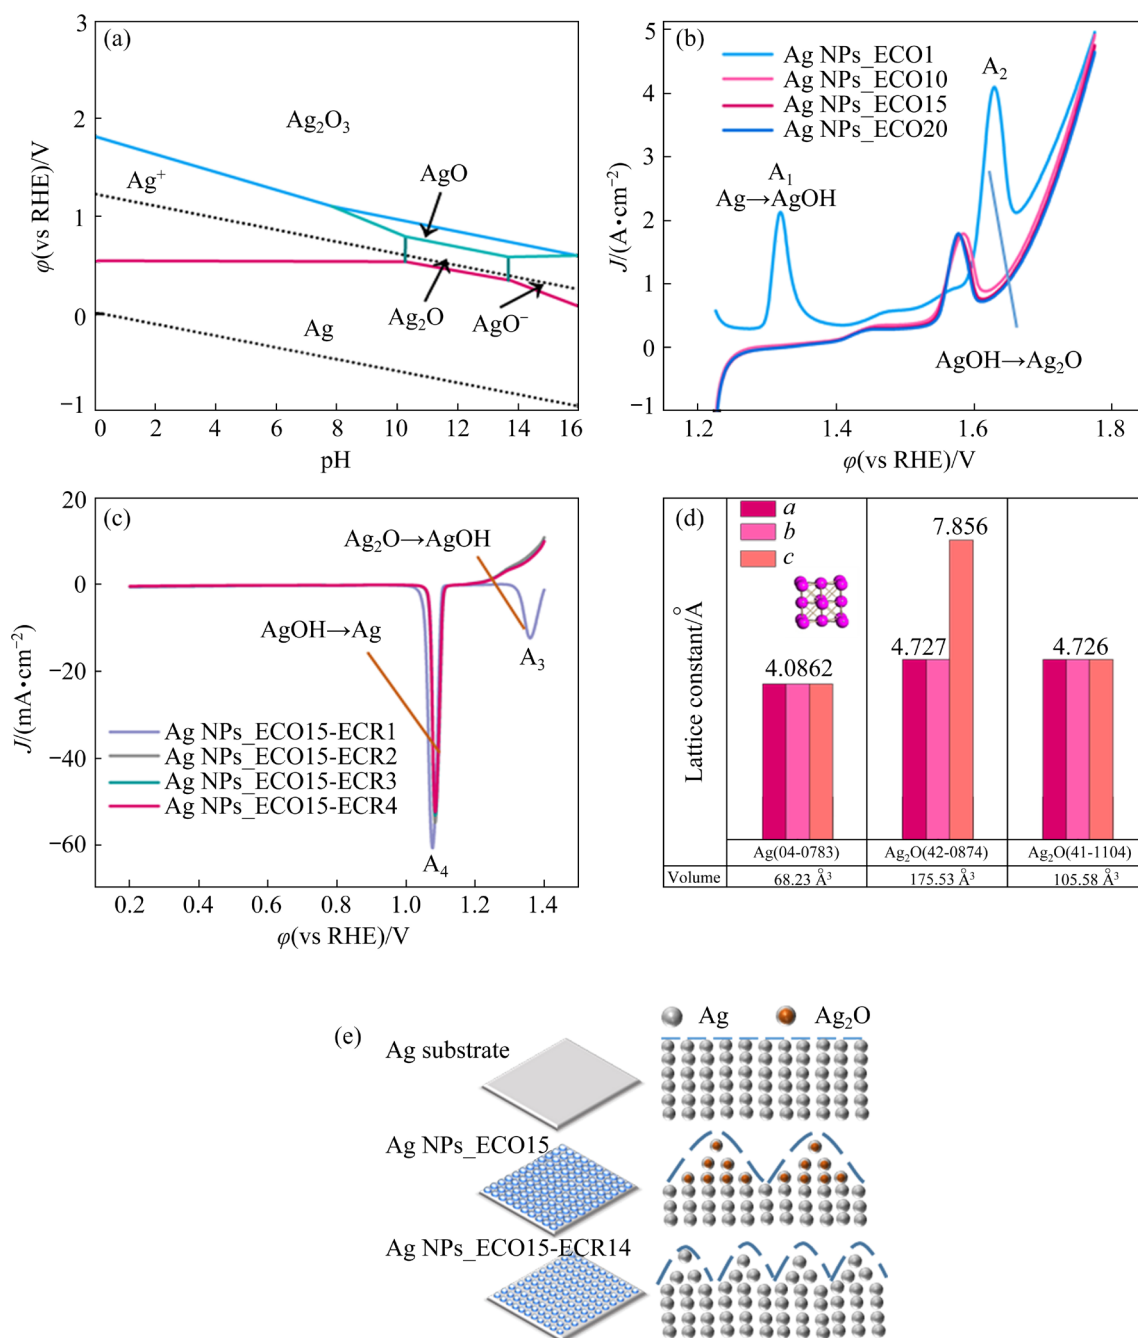 (a)
3
2
1
0
−1
φ(vs RHE)/V
Ag₂O₃
Ag⁺
AgO
Ag₂O
AgO⁻
Ag
0 2 4 6 8 10 12 14 16
pH
(b)
Ag NPs_ECO1
Ag NPs_ECO10
Ag NPs_ECO15
Ag NPs_ECO20
5
4
3
2
1
0
−1
J/(A•cm⁻²)
A₁
Ag→AgOH
A₂
AgOH→Ag₂O
1.2 1.4 1.6 1.8
φ(vs RHE)/V
(c)
20
0
−20
−40
−60
J/(mA•cm⁻²)
Ag₂O→AgOH
AgOH→Ag
A₃
Ag NPs_ECO15-ECR1
Ag NPs_ECO15-ECR2
Ag NPs_ECO15-ECR3
Ag NPs_ECO15-ECR4
A₄
0.2 0.4 0.6 0.8 1.0 1.2 1.4
φ(vs RHE)/V
(d)
a
b
c
Lattice constant/Å
4.0862
4.727
7.856
4.726
Ag(04-0783) Ag₂O(42-0874) Ag₂O(41-1104)
Volume 68.23 Å³ 175.53 Å³ 105.58 Å³
(e)
Ag Ag₂O
Ag substrate
Ag NPs_ECO15
Ag NPs_ECO15-ECR14